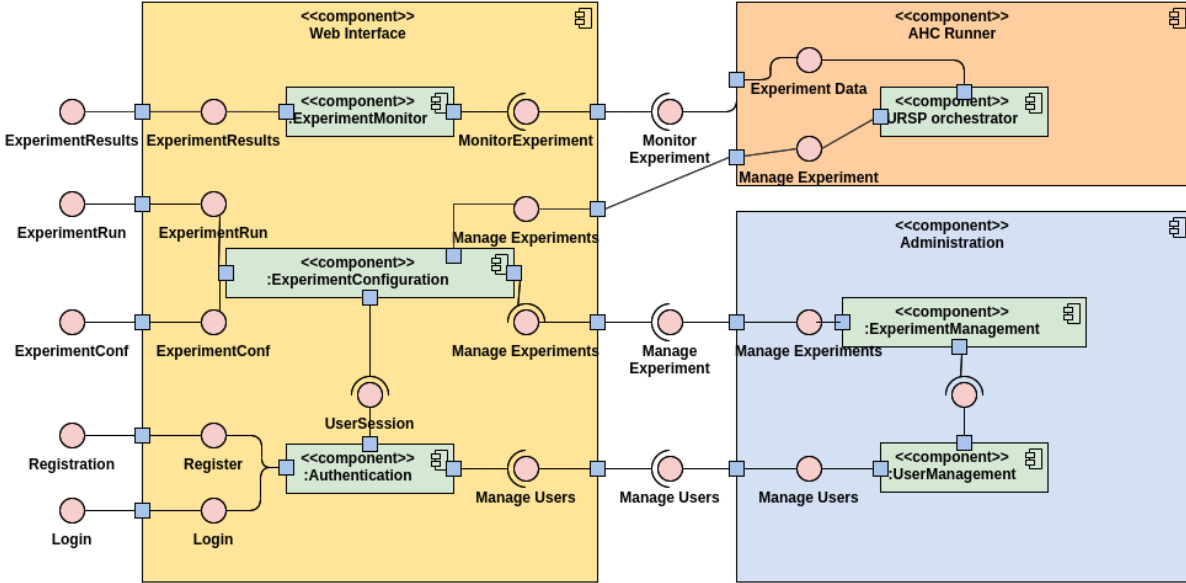 <<component>>
Web Interface
<<component>>
AHC Runner
ExperimentResults
ExperimentResults
<<component>>
:ExperimentMonitor
MonitorExperiment
Monitor
Experiment
Experiment Data
<<component>>
URSP orchestrator
Manage Experiment
ExperimentRun
ExperimentRun
Manage Experiments
<<component>>
:ExperimentConfiguration
<<component>>
Administration
ExperimentConf
ExperimentConf
Manage Experiments
Manage
Experiment
Manage Experiments
<<component>>
:ExperimentManagement
UserSession
Registration
Register
<<component>>
:Authentication
Manage Users
Manage Users
Manage Users
<<component>>
:UserManagement
Login
Login